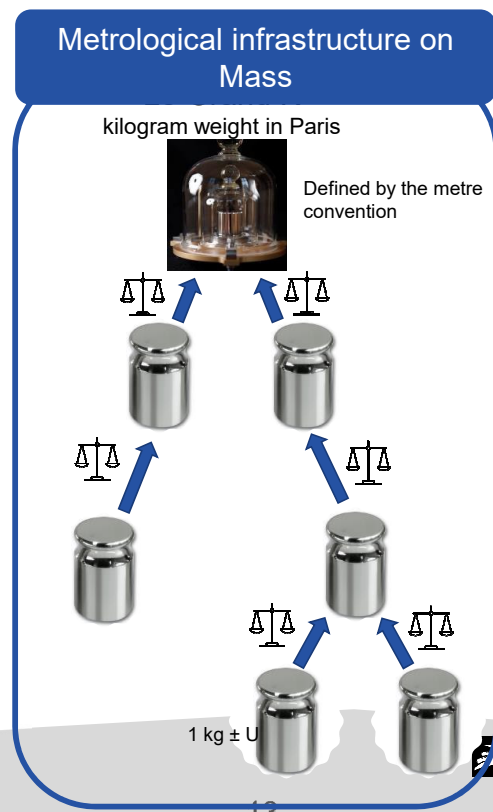 Metrological infrastructure on
Mass
kilogram weight in Paris
Defined by the metre
convention
1 kg ± U